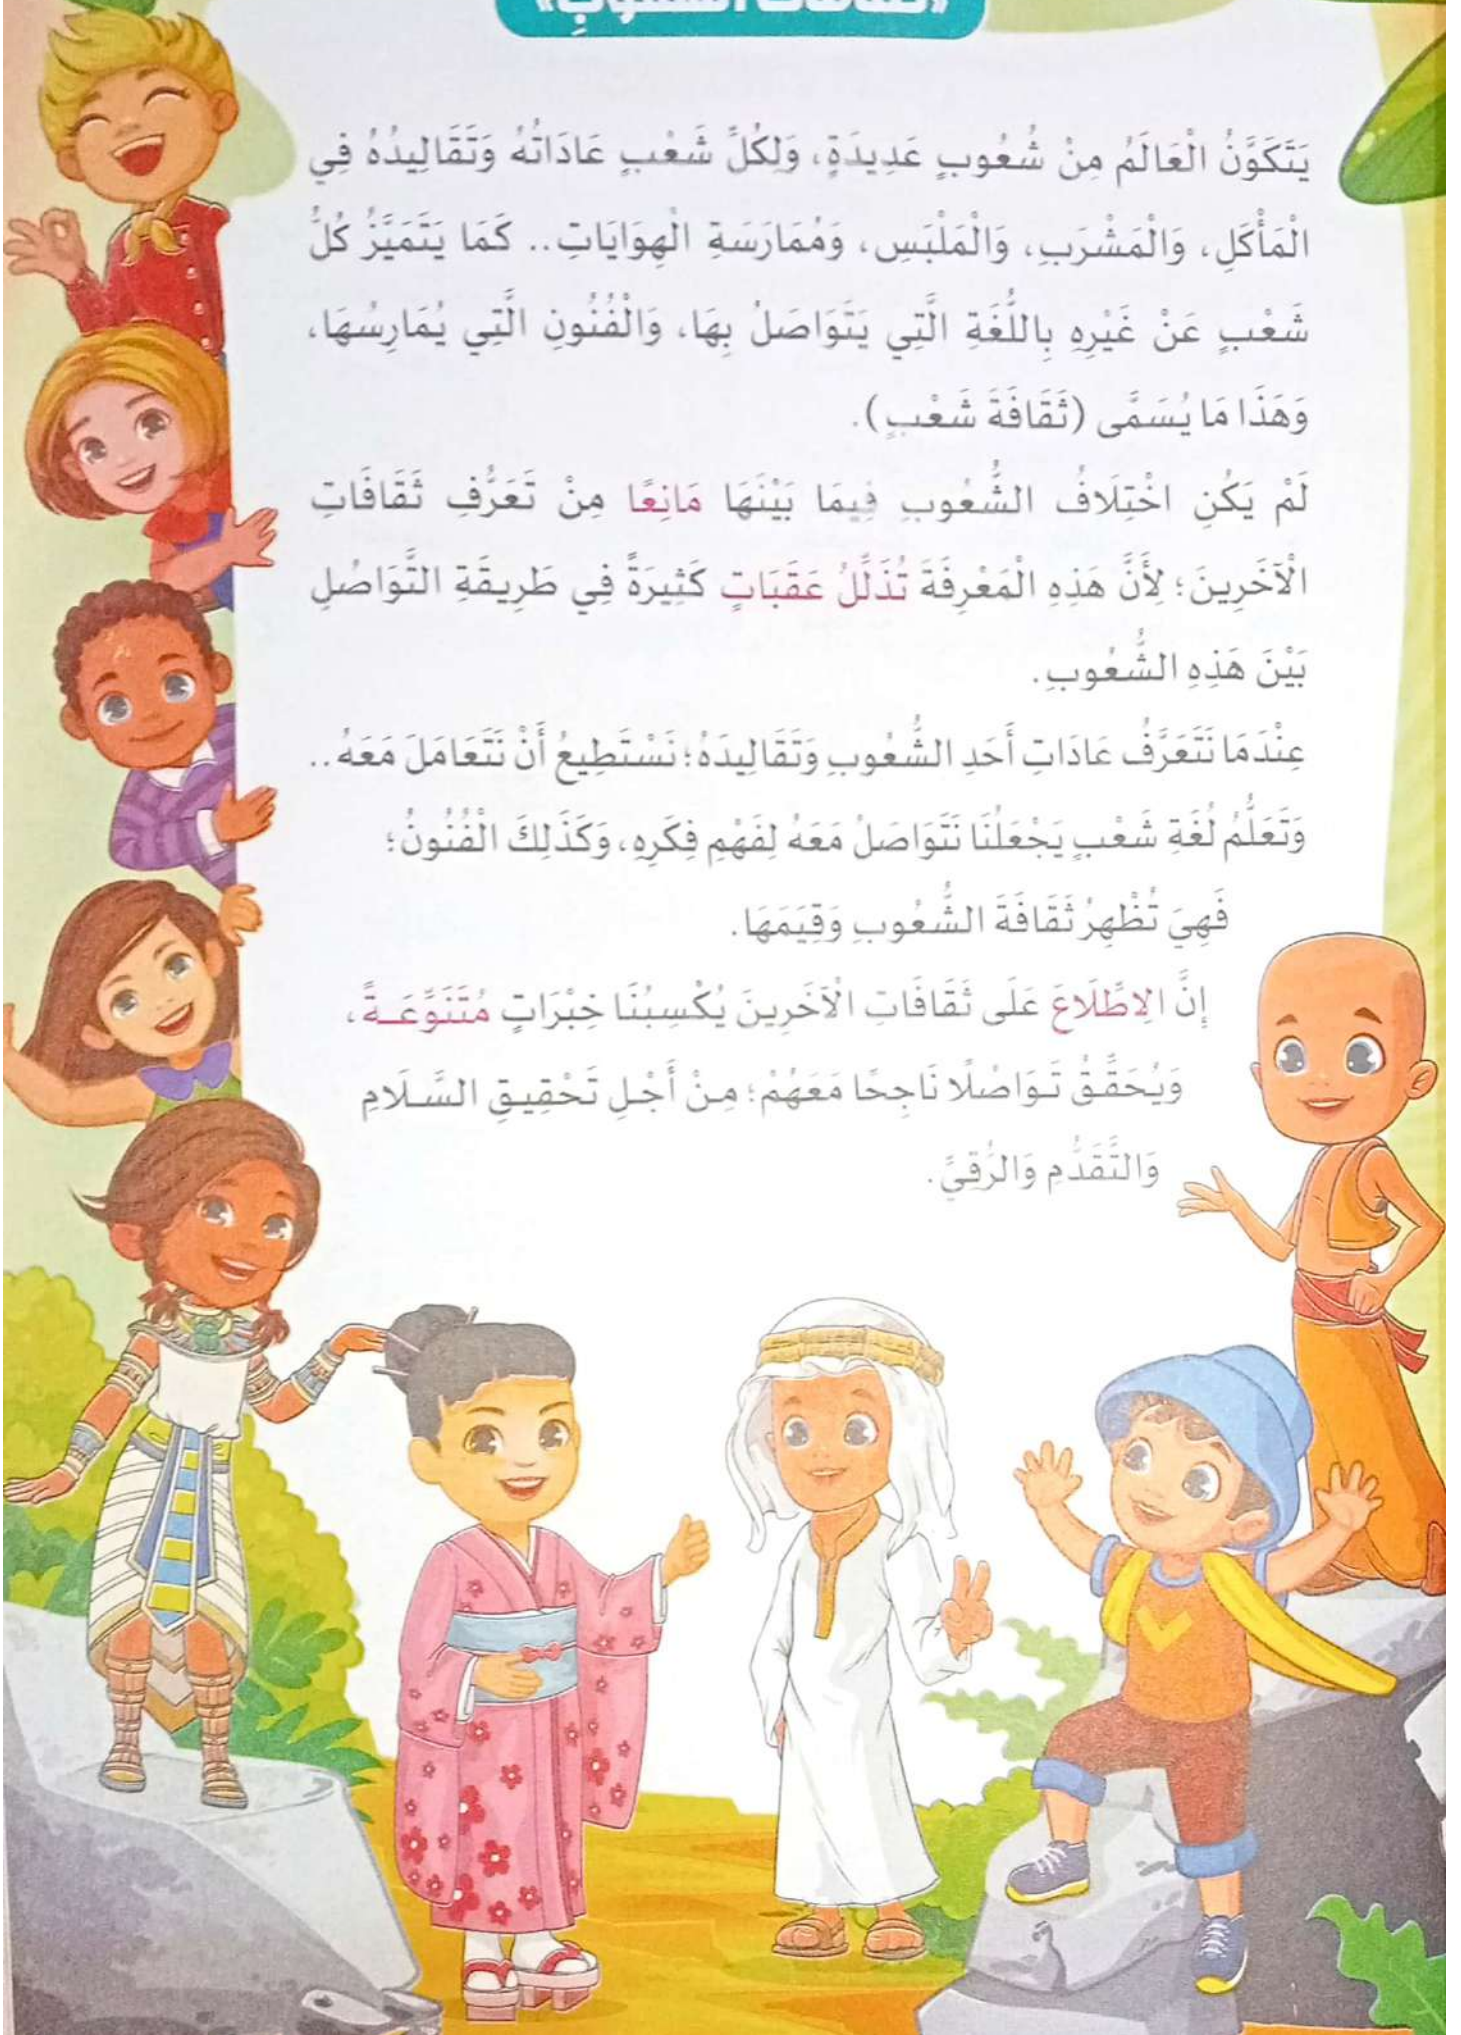 يَتَكَوَّنُ الْعَالَمُ مِنْ شُعُوبٍ عَدِيدَةٍ، وَلِكُلِّ شَعْبٍ عَادَاتُهُ وَتَقَالِيدُهُ فِي
الْمَأْكَلِ، وَالْمَشْرَبِ، وَالْمَلْبَسِ، وَمُمَارَسَةِ الْهِوَايَاتِ.. كَمَا يَتَمَيَّزُ كُلُّ
شَعْبٍ عَنْ غَيْرِهِ بِاللُّغَةِ الَّتِي يَتَوَاصَلُ بِهَا، وَالْفُنُونِ الَّتِي يُمَارِسُهَا،
وَهَذَا مَا يُسَمَّى (ثَقَافَةَ شَعْبٍ).
لَمْ يَكُنِ اخْتِلَافُ الشُّعُوبِ فِيمَا بَيْنَهَا مَانِعًا مِنْ تَعَرُّفِ ثَقَافَاتِ
الْآخَرِينَ؛ لِأَنَّ هَذِهِ الْمَعْرِفَةَ تُذَلِّلُ عَقَبَاتٍ كَثِيرَةً فِي طَرِيقَةِ التَّوَاصُلِ
بَيْنَ هَذِهِ الشُّعُوبِ.
عِنْدَمَا نَتَعَرَّفُ عَادَاتِ أَحَدِ الشُّعُوبِ وَتَقَالِيدَهُ؛ نَسْتَطِيعُ أَنْ نَتَعَامَلَ مَعَهُ..
وَتَعَلُّمُ لُغَةِ شَعْبٍ يَجْعَلُنَا نَتَوَاصَلُ مَعَهُ لِفَهْمِ فِكَرِهِ، وَكَذَلِكَ الْفُنُونُ؛
فَهِيَ تُظْهِرُ ثَقَافَةَ الشُّعُوبِ وَقِيَمَهَا.
إِنَّ الِاطِّلَاعَ عَلَى ثَقَافَاتِ الْآخَرِينَ يُكْسِبُنَا خِبْرَاتٍ مُتَنَوِّعَـةً،
وَيُحَقِّقُ تَوَاصُلًا نَاجِحًا مَعَهُمْ؛ مِنْ أَجْلِ تَحْقِيقِ السَّلَامِ
وَالتَّقَدُّمِ وَالرُّقِيِّ.